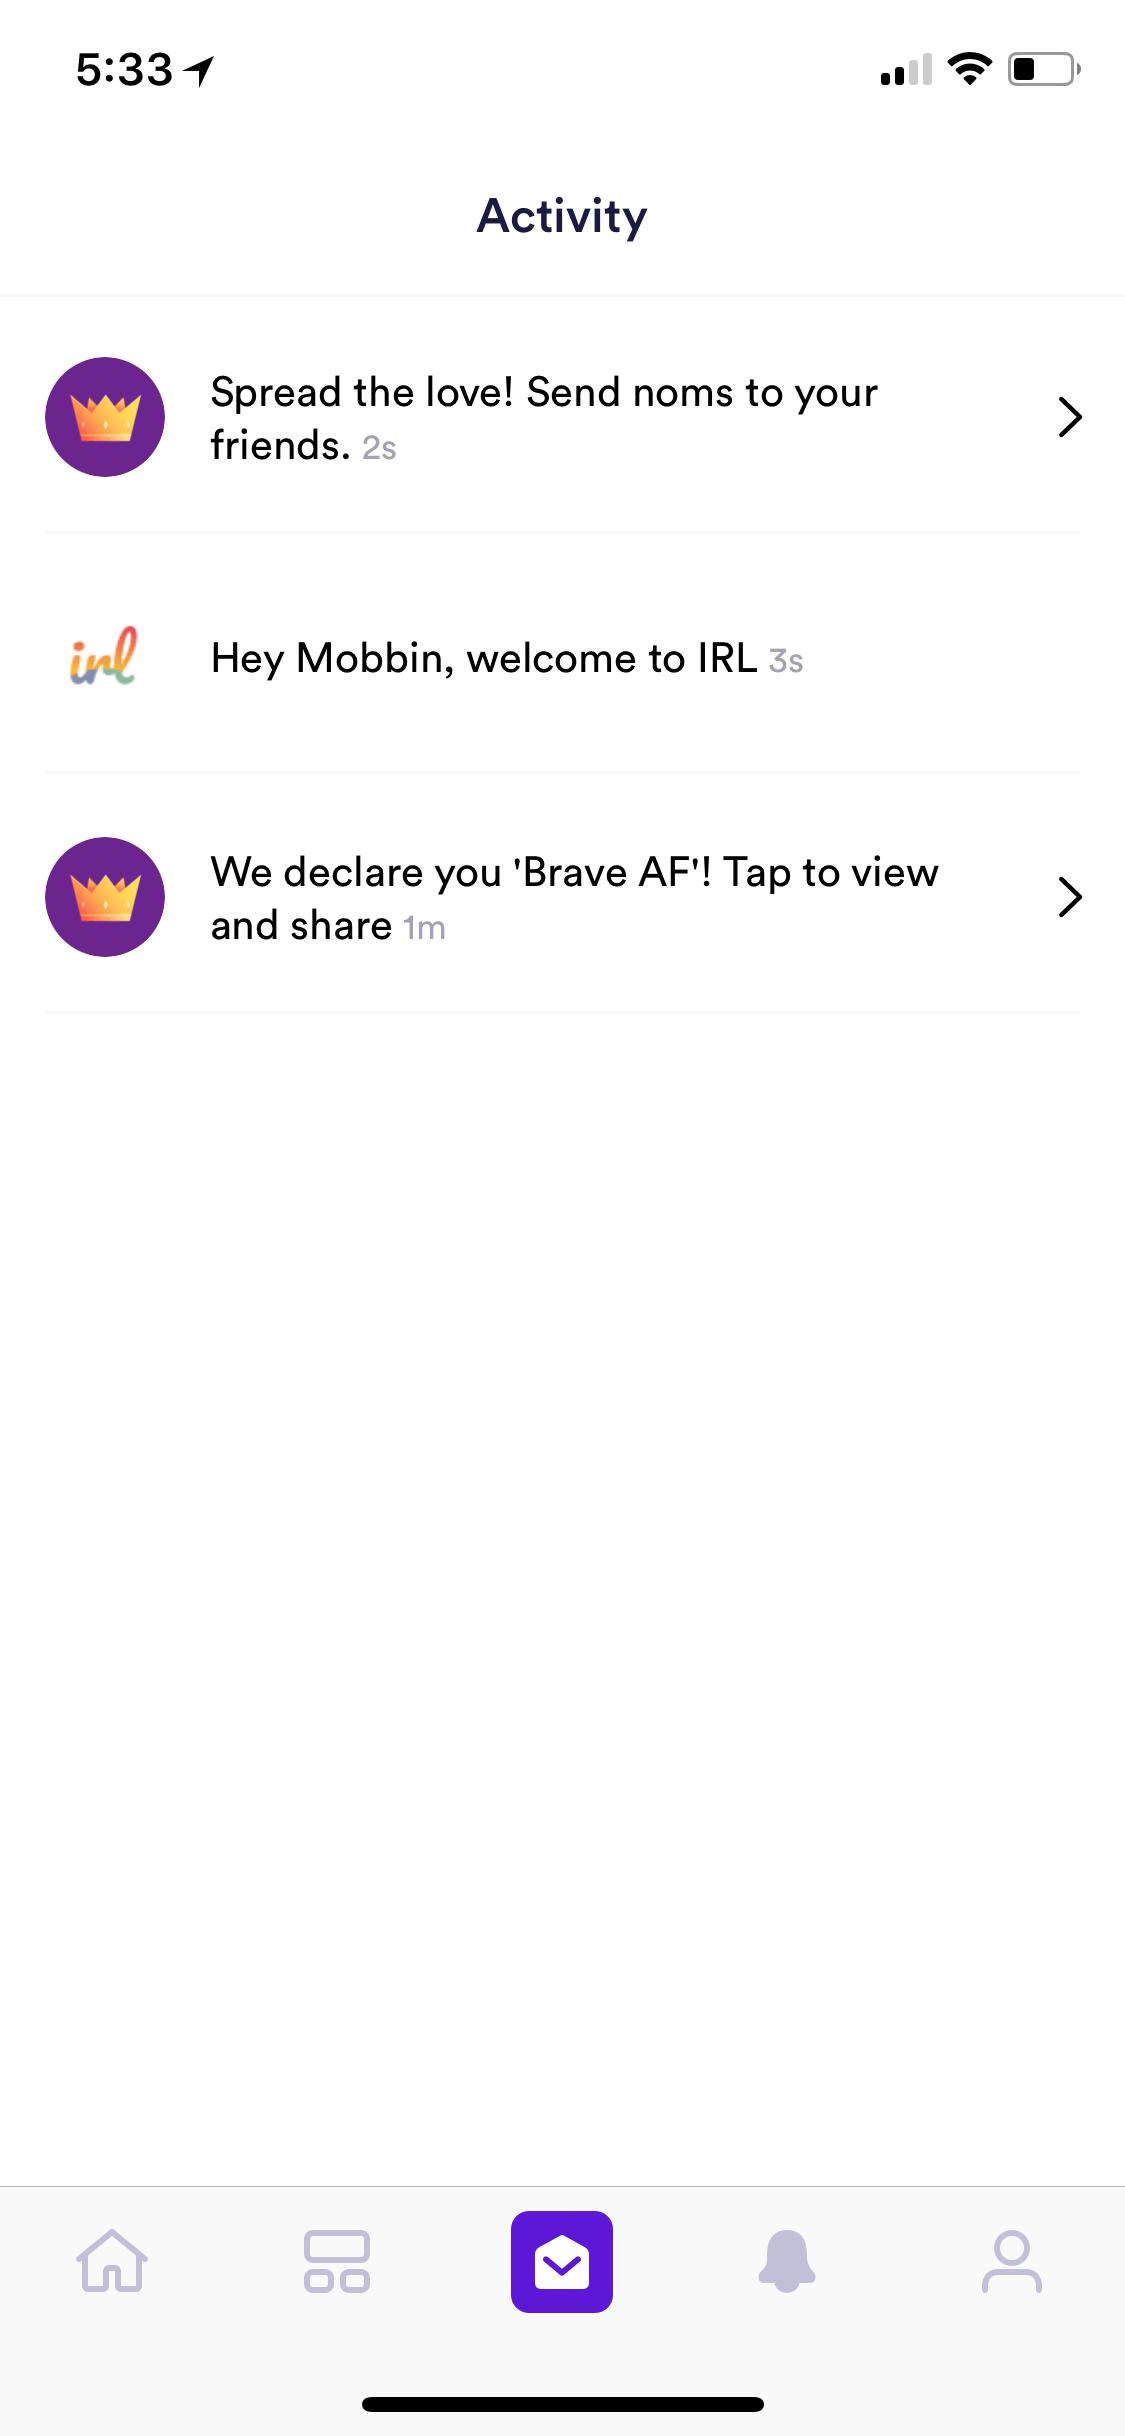 5:33
Activity
Spread the love! Send noms to your
friends. 2s
irl
Hey Mobbin, welcome to IRL 3s
We declare you 'Brave AF'! Tap to view
and share 1m